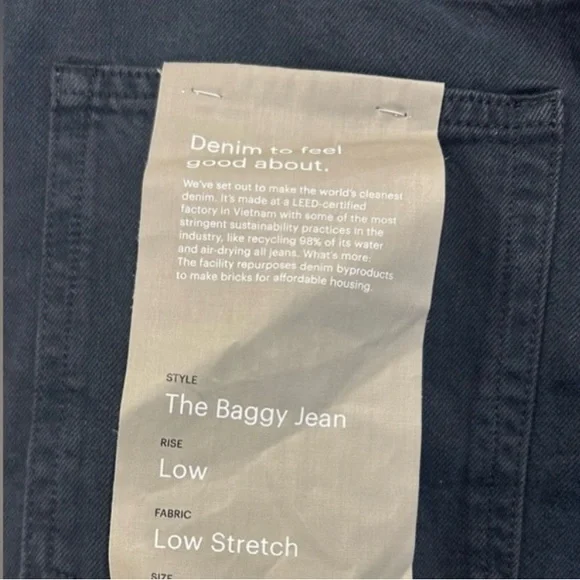 Denim to feel
good about.
We've set out to make the world's cleanest
denim. It's made at a LEED-certified
factory in Vietnam with some of the most
stringent sustainability practices in the
industry, like recycling 98% of its water
and air-drying all jeans. What's more:
The facility repurposes denim byproducts
to make bricks for affordable housing.
STYLE
The Baggy Jean
RISE
Low
FABRIC
Low Stretch
SIZE